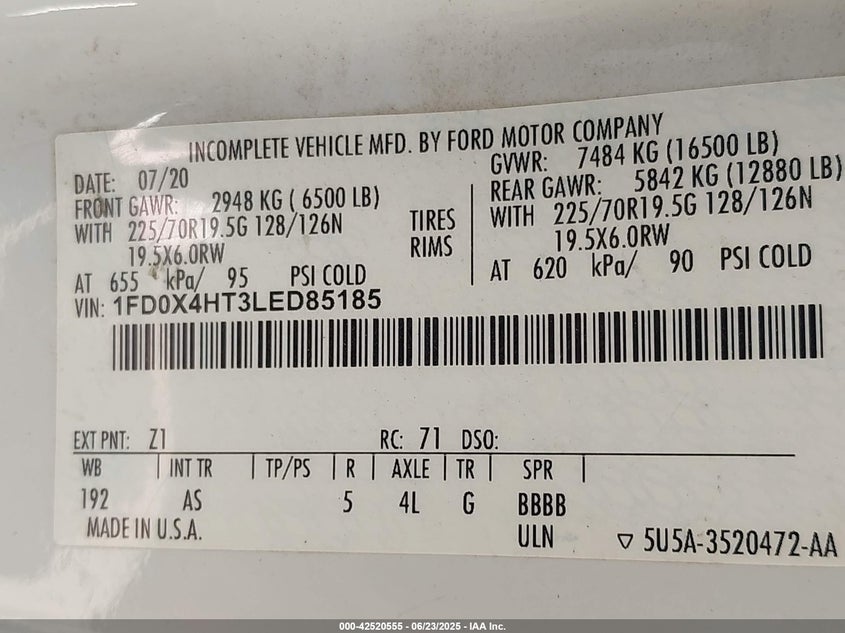 INCOMPLETE VEHICLE MFD. BY FORD MOTOR COMPANY
DATE: 07/20
GVWR: 7484 KG (16500 LB)
FRONT GAWR: 2948 KG ( 6500 LB)
REAR GAWR: 5842 KG (12880 LB)
WITH 225/70R19.5G 128/126N
TIRES
WITH 225/70R19.5G 128/126N
19.5X6.0RW
RIMS
19.5X6.0RW
AT 655 kPa/ 95 PSI COLD
AT 620 kPa/ 90 PSI COLD
VIN: 1FD0X4HT3LED85185
EXT PNT: Z1 RC: 71 DSO:
WB INT TR TP/PS R AXLE TR SPR
192 AS 5 4L G BBBB
MADE IN U.S.A. ULN ▽ 5U5A-3520472-AA
000-42520555 - 06/23/2025 - IAA Inc.